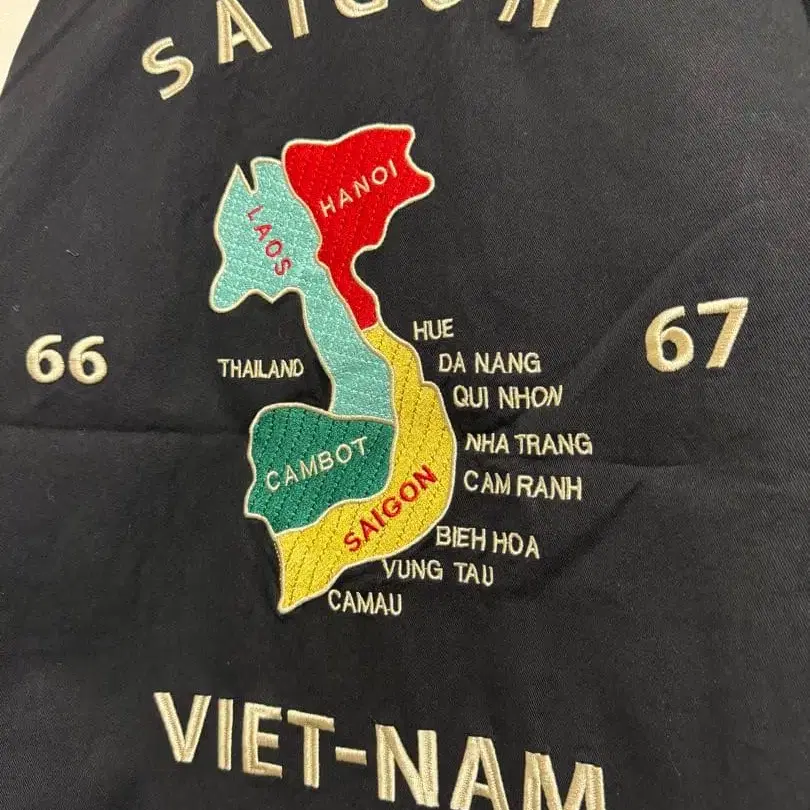 SAIGON
HANOI
LAOS
66
67
HUE
THAILAND
DA NANG
QUI NHON
NHA TRANG
CAMBOT
CAM RANH
SAIGON
BIEH HOA
VUNG TAU
CAMAU
VIET-NAM